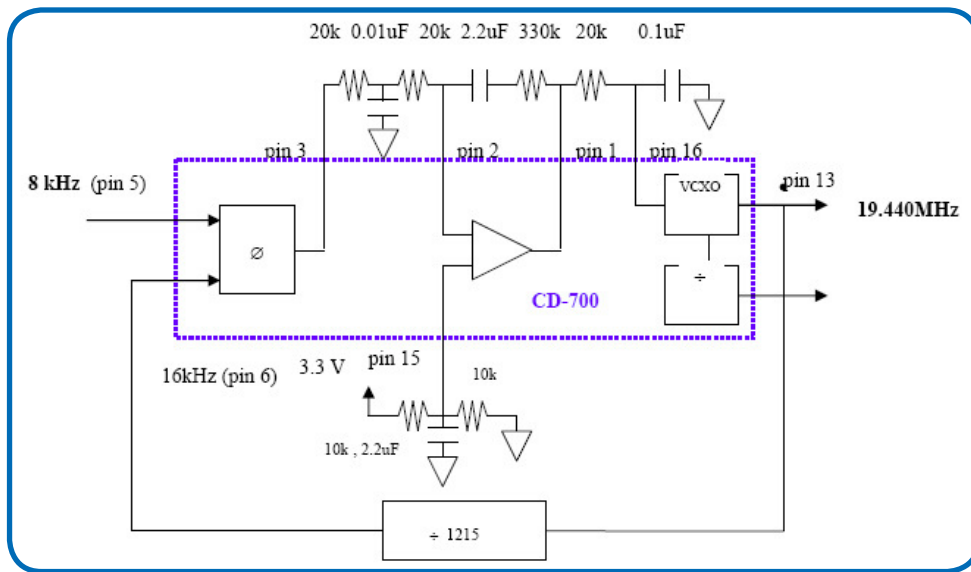 20k 0.01uF 20k 2.2uF 330k 20k 0.1uF
pin 3
pin 2
pin 1
pin 16
8 kHz (pin 5)
VCXO
pin 13
19.440MHz
∅
÷
CD-700
16kHz (pin 6)
3.3 V
pin 15
10k
10k , 2.2uF
÷ 1215